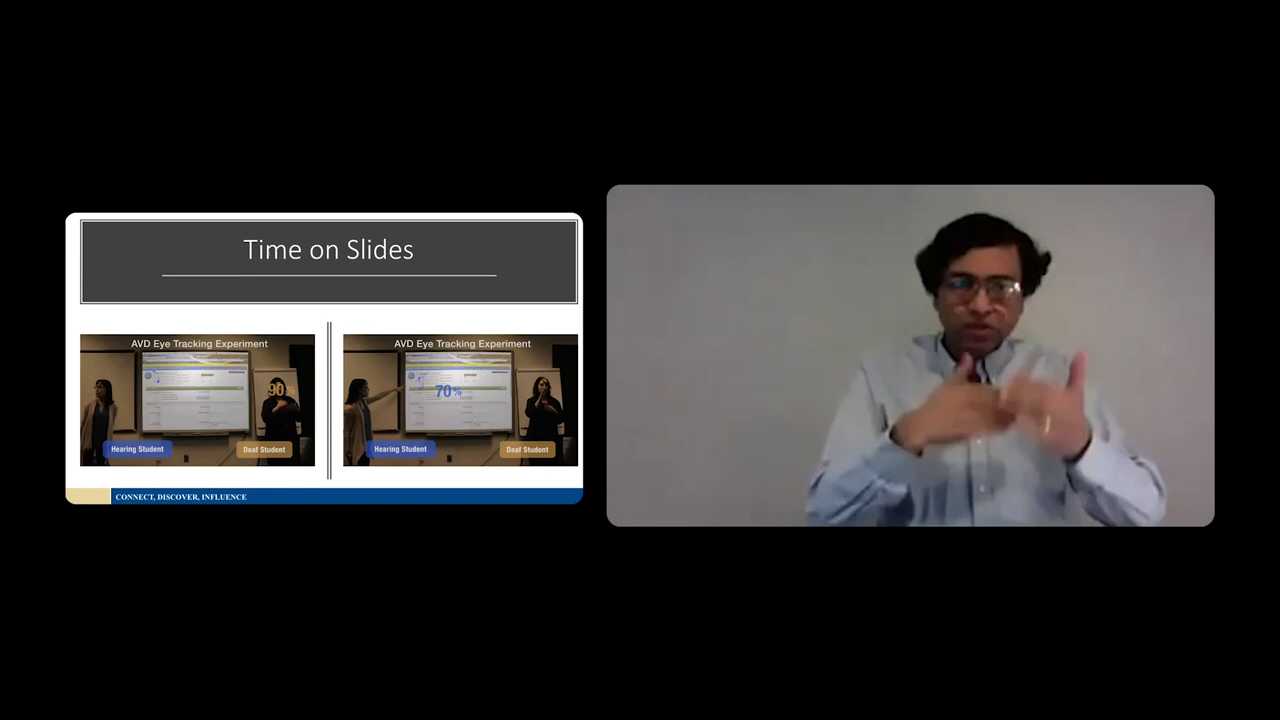 Time on Slides
AVD Eye Tracking Experiment
90%
Hearing Student
Deaf Student
AVD Eye Tracking Experiment
70%
Hearing Student
Deaf Student
CONNECT, DISCOVER, INFLUENCE